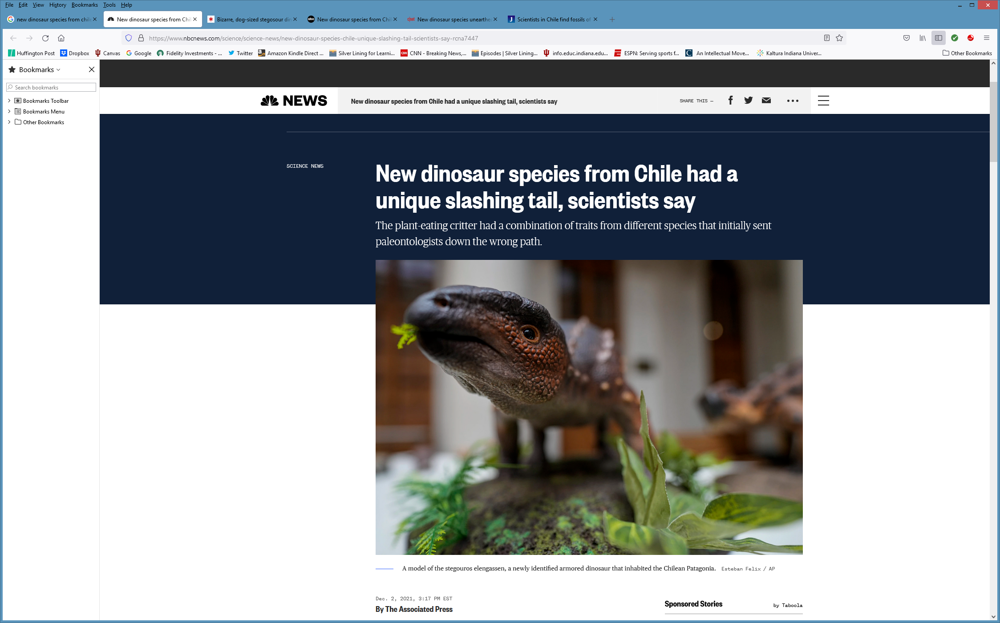 File Edit View History Bookmarks Tools Help
new dinosaur species from chile
New dinosaur species from Chil
Bizarre, dog-sized stegosour din
abc New dinosaur species from Chil
c|net New dinosaur species unearthe
J Scientists in Chile find fossils of
https://www.nbcnews.com/science/science-news/new-dinosaur-species-chile-unique-slashing-tail-scientists-say-rcna7447
Huffington Post Dropbox Canvas Google Fidelity Investments - ... Twitter Amazon Kindle Direct ... Silver Lining for Learni... CNN - Breaking News,... Episodes | Silver Lining... info.educ.indiana.edu... ESPN: Serving sports f... An Intellectual Move... Kaltura Indiana Univer... Other Bookmarks
Bookmarks
Search bookmarks
Bookmarks Toolbar
Bookmarks Menu
Other Bookmarks
NEWS New dinosaur species from Chile had a unique slashing tail, scientists say SHARE THIS —
SCIENCE NEWS
New dinosaur species from Chile had a
unique slashing tail, scientists say
The plant-eating critter had a combination of traits from different species that initially sent
paleontologists down the wrong path.
A model of the stegouros elengassen, a newly identified armored dinosaur that inhabited the Chilean Patagonia. Esteban Felix / AP
Dec. 2, 2021, 3:17 PM EST
By The Associated Press
Sponsored Stories by Taboola